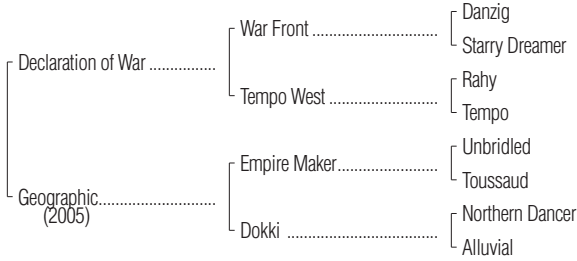 Danzig
War Front ..............................
Starry Dreamer
Declaration of War ................
Rahy
Tempo West ..........................
Tempo
Unbridled
Empire Maker........................
Toussaud
Geographic............................
(2005)
Northern Dancer
Dokki ....................................
Alluvial